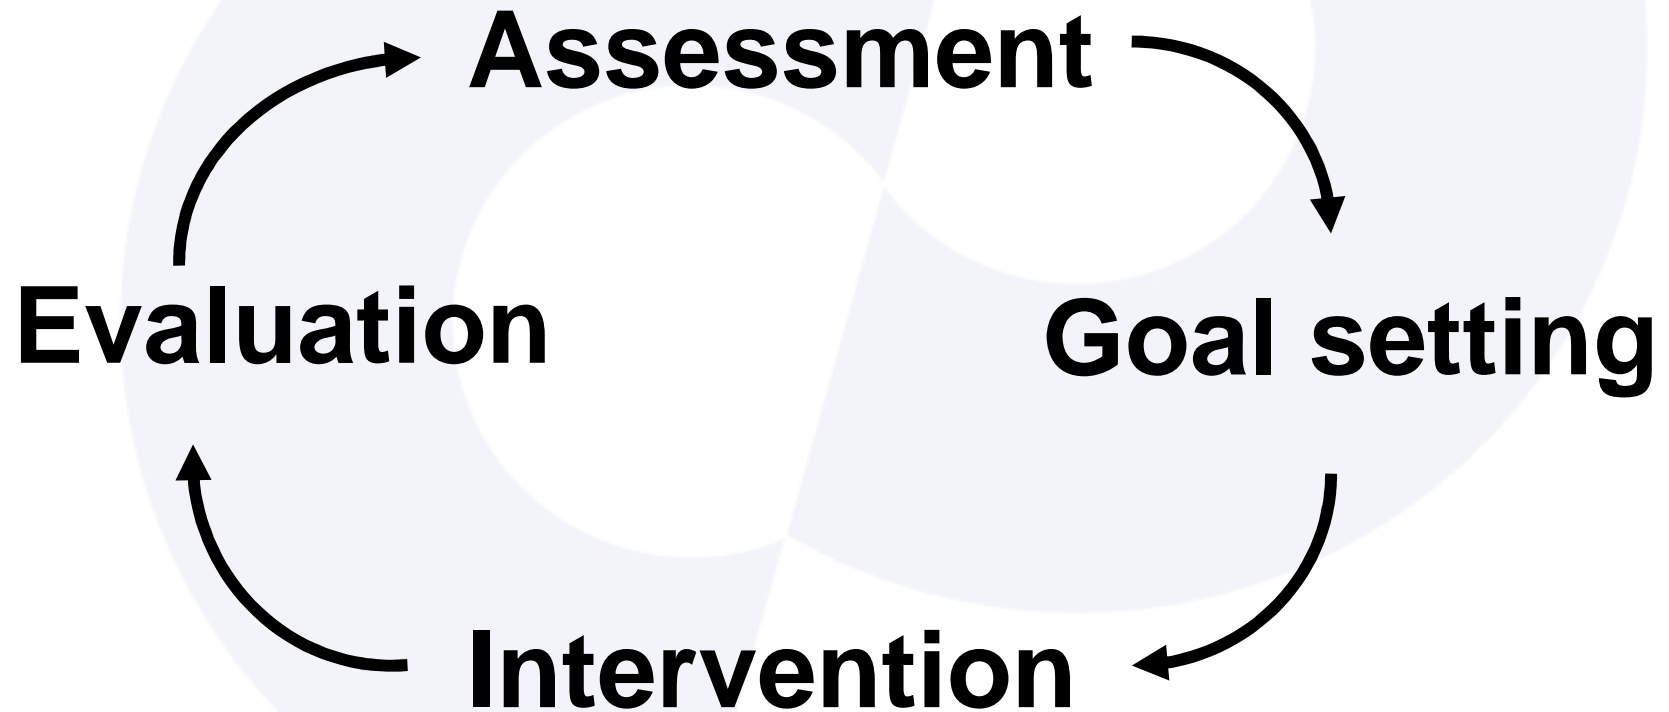 Assessment
Evaluation
Goal setting
Intervention